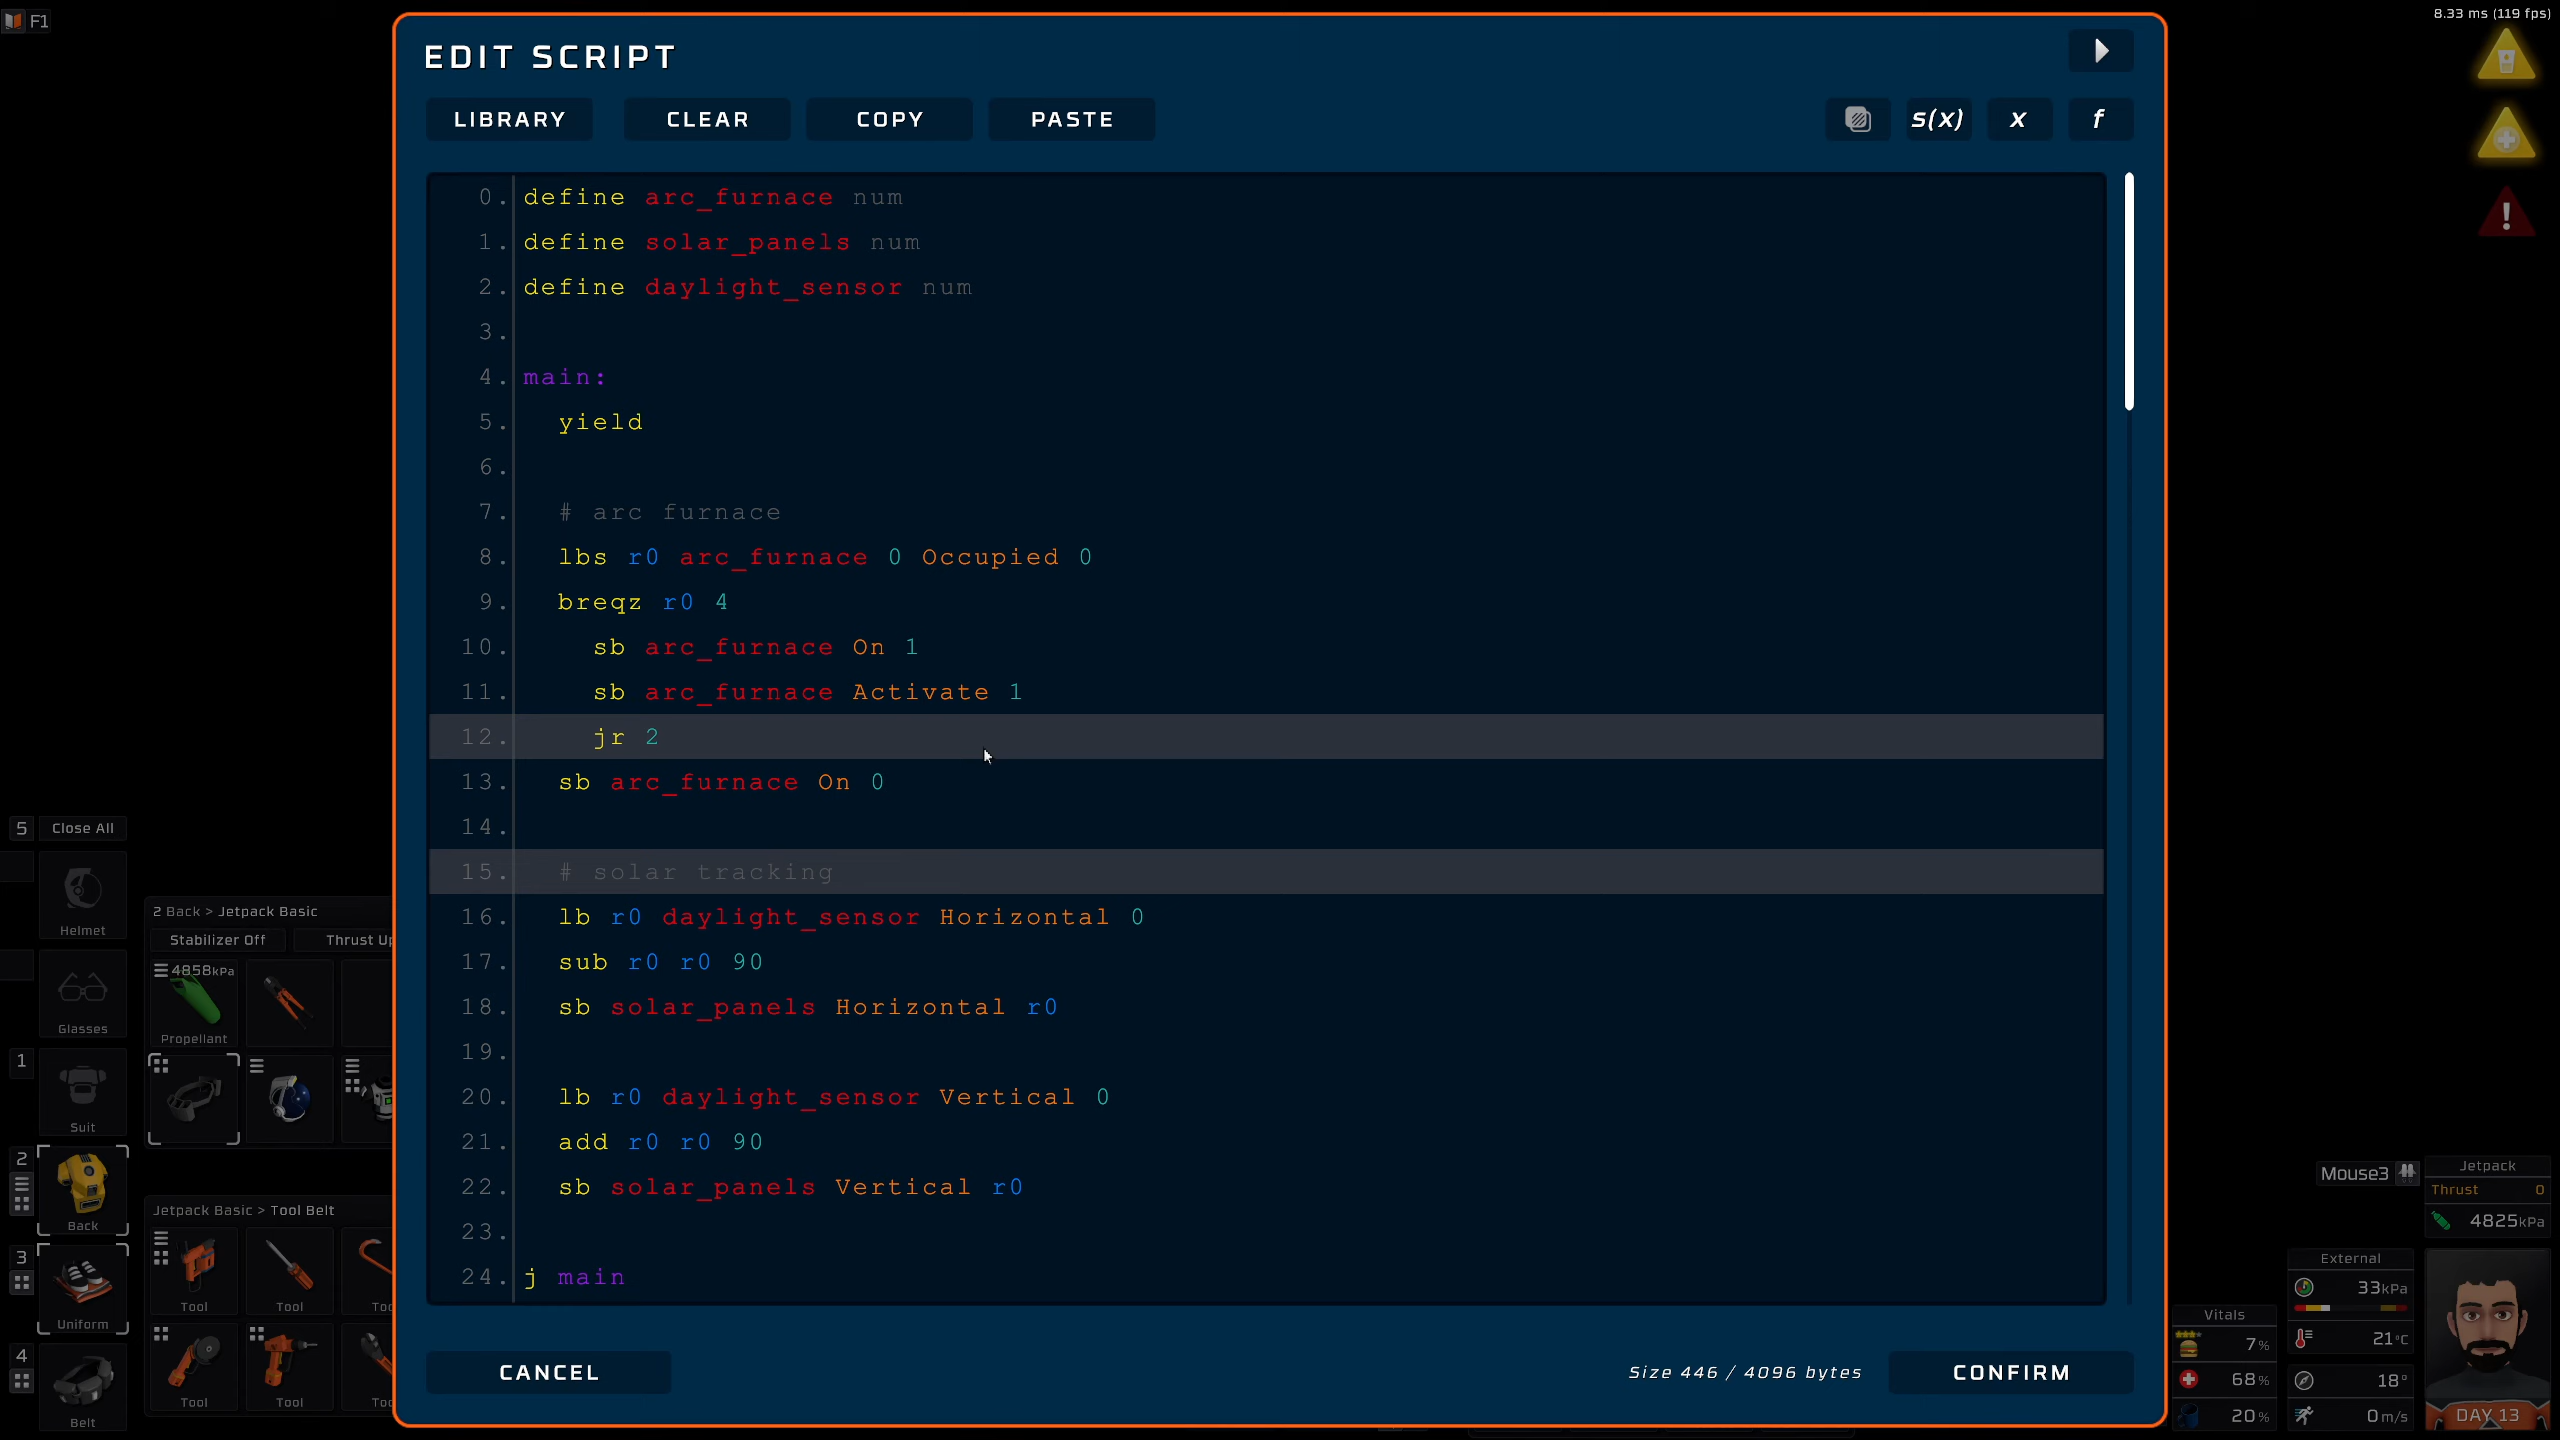 F1
8.33 ms (119 fps)
EDIT SCRIPT
LIBRARY CLEAR COPY PASTE s(x) x f
0. define arc_furnace num
1. define solar_panels num
2. define daylight_sensor num
3.
4. main:
5. yield
6.
7. # arc furnace
8. lbs r0 arc_furnace 0 Occupied 0
9. breqz r0 4
10. sb arc_furnace On 1
11. sb arc_furnace Activate 1
12. jr 2
13. sb arc_furnace On 0
14.
15. # solar tracking
16. lb r0 daylight_sensor Horizontal 0
17. sub r0 r0 90
18. sb solar_panels Horizontal r0
19.
20. lb r0 daylight_sensor Vertical 0
21. add r0 r0 90
22. sb solar_panels Vertical r0
23.
24. j main
CANCEL
Size 446 / 4096 bytes
CONFIRM
5 Close All
Helmet
Glasses
1
Suit
2
Back
3
Uniform
4
Belt
2 Back > Jetpack Basic
Stabilizer Off
Thrust Up
4858kPa
Propellant
Jetpack Basic > Tool Belt
Tool
Tool
Tool
Tool
Mouse3
Jetpack
Thrust 0
4825kPa
External
33kPa
21°C
18°
0m/s
Vitals
7%
68%
20%
DAY 13